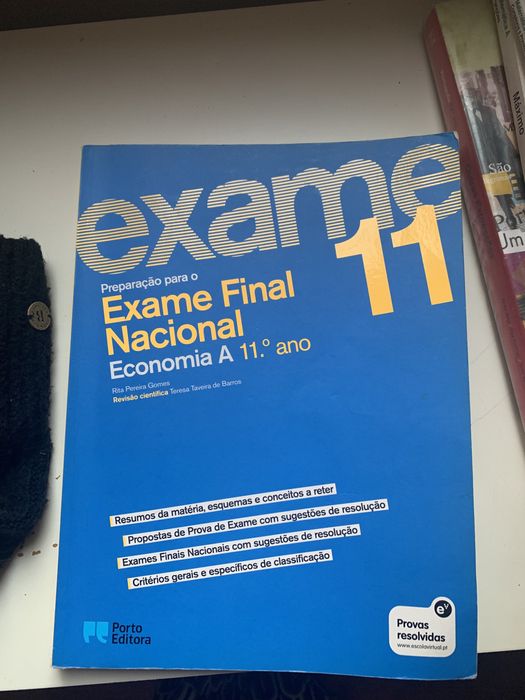 exame
11
Preparação para o
Exame Final
Nacional
Economia A 11.º ano
Rita Pereira Gomes
Revisão científica Teresa Taveira de Barros
Resumos da matéria, esquemas e conceitos a reter
Propostas de Prova de Exame com sugestões de resolução
Exames Finais Nacionais com sugestões de resolução
Critérios gerais e específicos de classificação
Porto
Editora
e
Provas
resolvidas
www.escolavirtual.pt
São
Um